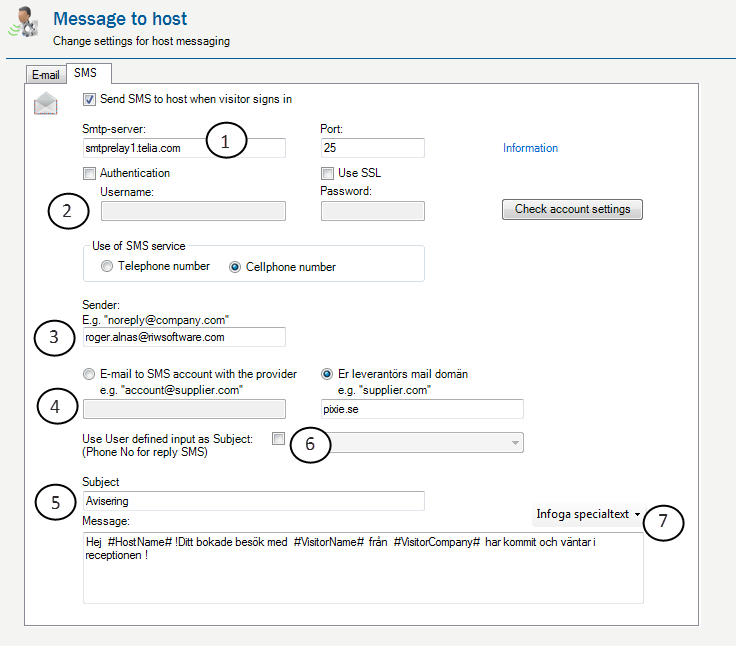 Message to host
Change settings for host messaging
E-mail
SMS
Send SMS to host when visitor signs in
Smtp-server:
1
Port:
smtprelay1.telia.com
25
Information
Authentication
Use SSL
Username:
Password:
2
Check account settings
Use of SMS service
Telephone number
Cellphone number
Sender:
E.g. "noreply@company.com"
3
roger.alnas@riwsoftware.com
E-mail to SMS account with the provider
Er leverantörs mail domän
e.g. "account@supplier.com"
e.g. "supplier.com"
4
pixie.se
Use User defined input as Subject:
(Phone No for reply SMS)
6
Subject
5
Avisering
Infoga specialtext
7
Message:
Hej #HostName# !Ditt bokade besök med #VisitorName# från #VisitorCompany# har kommit och väntar i
receptionen !